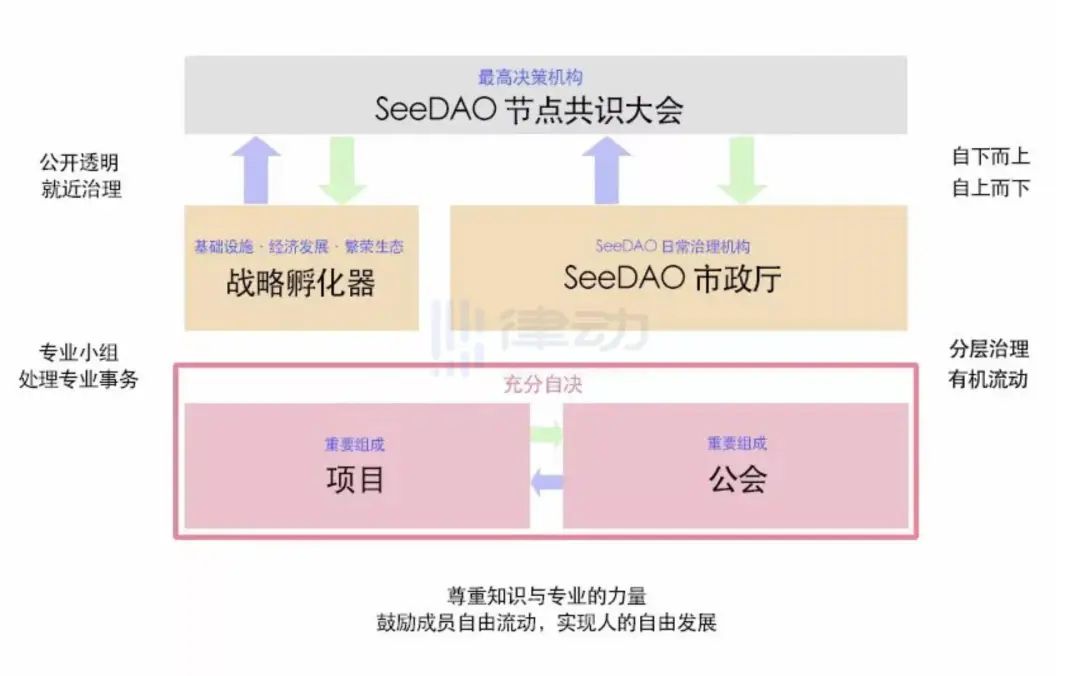 最高决策机构
SeeDAO 节点共识大会
公开透明
就近治理
自下而上
自上而下
基础设施·经济发展·繁荣生态
战略孵化器
SeeDAO 日常治理机构
SeeDAO 市政厅
律动
专业小组
处理专业事务
分层治理
有机流动
充分自决
重要组成
项目
重要组成
公会
尊重知识与专业的力量
鼓励成员自由流动，实现人的自由发展